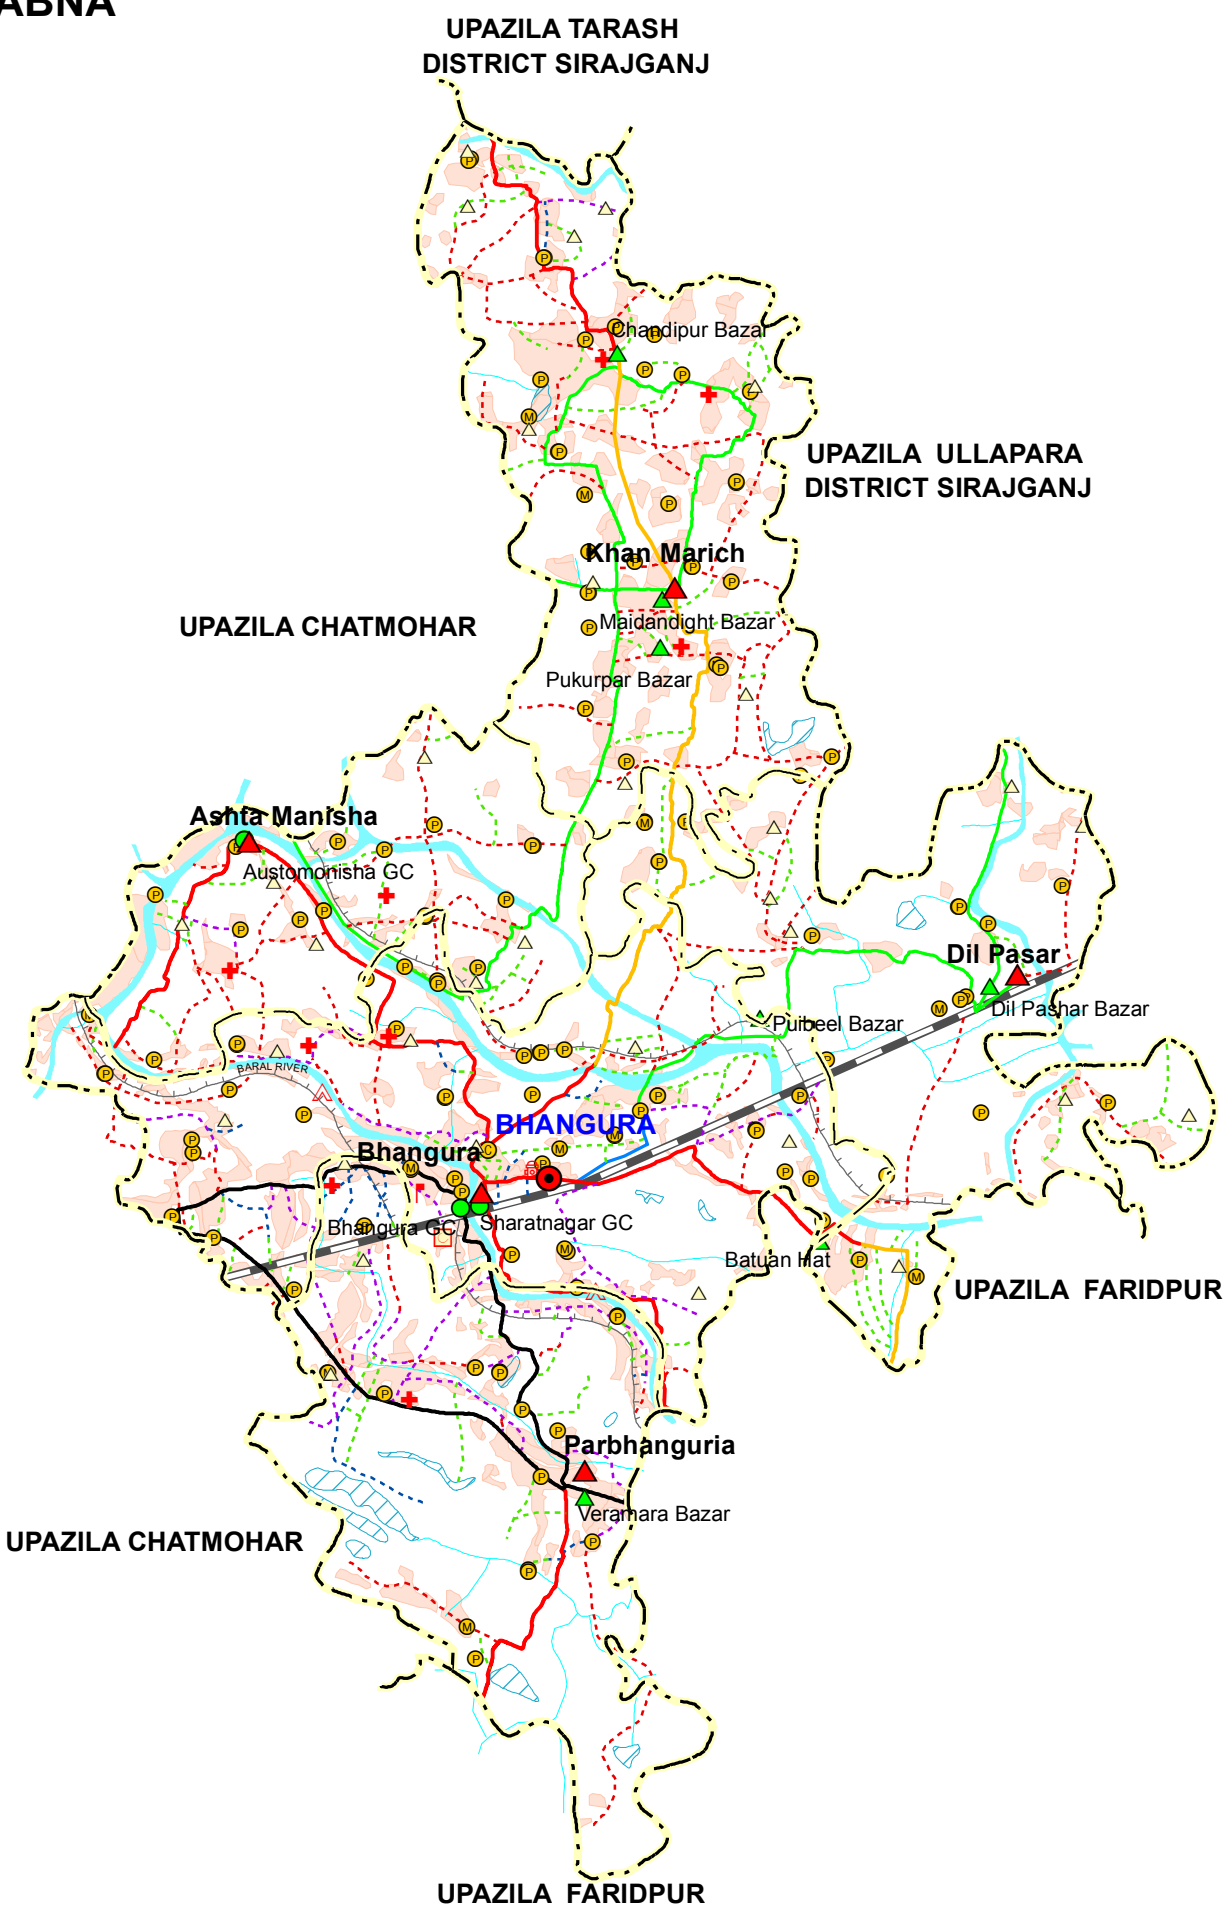 ABNA
UPAZILA TARASH
DISTRICT SIRAJGANJ
Chandipur Bazar
UPAZILA ULLAPARA
DISTRICT SIRAJGANJ
Khan Marich
Maidandight Bazar
UPAZILA CHATMOHAR
Pukurpar Bazar
Ashta Manisha
Austomonisha GC
Dil Pasar
Dil Pashar Bazar
Puibeel Bazar
BARAL RIVER
BHANGURA
Bhangura
Bhangura GC
Sharatnagar GC
Batuan Hat
UPAZILA FARIDPUR
Parbhanguria
Veramara Bazar
UPAZILA CHATMOHAR
UPAZILA FARIDPUR